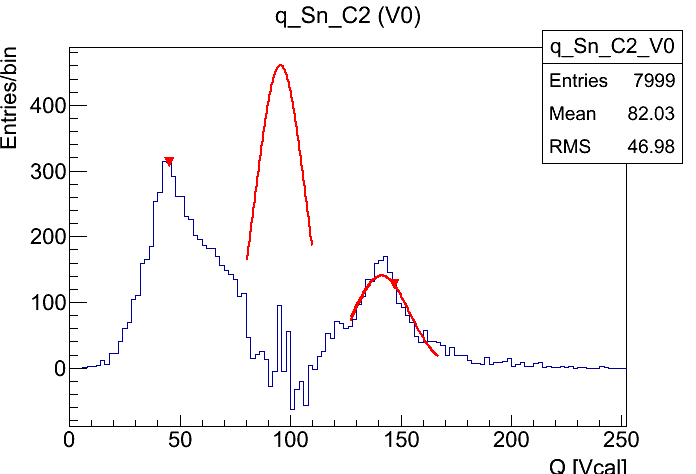 q_Sn_C2 (V0)
q_Sn_C2_V0
Entries 7999
Mean 82.03
RMS 46.98
Entries/bin
400
300
200
100
0
0 50 100 150 200 250
Q [Vcal]